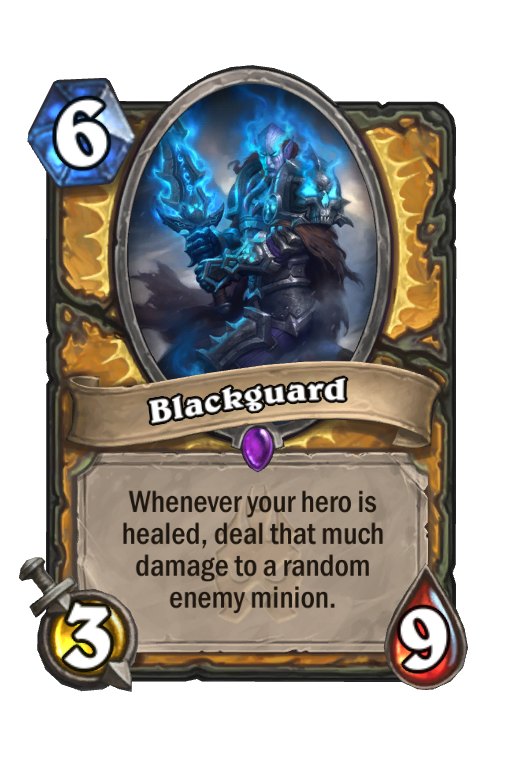 6
Blackguard
Whenever your hero is
healed, deal that much
damage to a random
enemy minion.
3
9